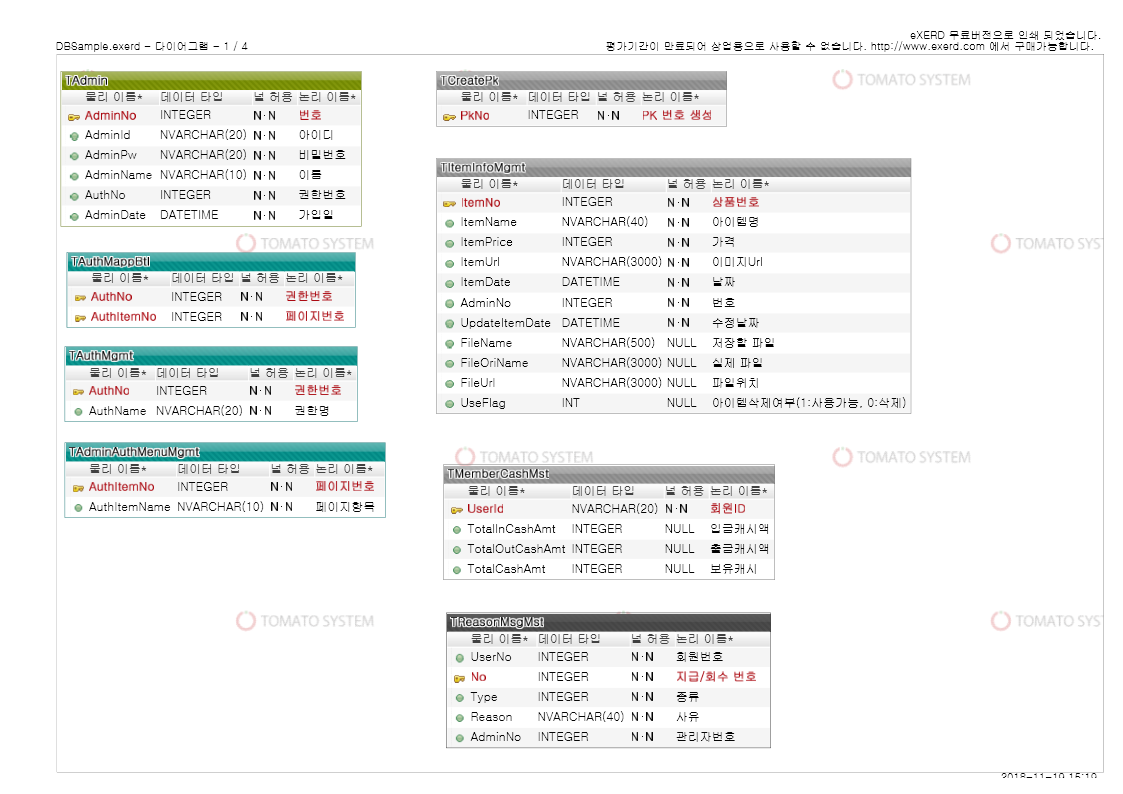 eXERD 무료버전으로 인쇄 되었습니다.
DBSample.exerd - 다이어그램 - 1 / 4
평가기간이 만료되어 상업용으로 사용할 수 없습니다. http://www.exerd.com 에서 구매가능합니다.
TAdmin
물리 이름* 데이터 타입 널 허용 논리 이름*
AdminNo INTEGER N·N 번호
AdminId NVARCHAR(20) N·N 아이디
AdminPw NVARCHAR(20) N·N 비밀번호
AdminName NVARCHAR(10) N·N 이름
AuthNo INTEGER N·N 권한번호
AdminDate DATETIME N·N 가입일
TAuthMappBtl
물리 이름* 데이터 타입 널 허용 논리 이름*
AuthNo INTEGER N·N 권한번호
AuthItemNo INTEGER N·N 페이지번호
TAuthMgmt
물리 이름* 데이터 타입 널 허용 논리 이름*
AuthNo INTEGER N·N 권한번호
AuthName NVARCHAR(20) N·N 권한명
TAdminAuthMenuMgmt
물리 이름* 데이터 타입 널 허용 논리 이름*
AuthItemNo INTEGER N·N 페이지번호
AuthItemName NVARCHAR(10) N·N 페이지항목
TCreatePk
물리 이름* 데이터 타입 널 허용 논리 이름*
PkNo INTEGER N·N PK 번호 생성
TItemInfoMgmt
물리 이름* 데이터 타입 널 허용 논리 이름*
ItemNo INTEGER N·N 상품번호
ItemName NVARCHAR(40) N·N 아이템명
ItemPrice INTEGER N·N 가격
ItemUrl NVARCHAR(3000) N·N 이미지Url
ItemDate DATETIME N·N 날짜
AdminNo INTEGER N·N 번호
UpdateItemDate DATETIME N·N 수정날짜
FileName NVARCHAR(500) NULL 저장할 파일
FileOriName NVARCHAR(3000) NULL 실제 파일
FileUrl NVARCHAR(3000) NULL 파일위치
UseFlag INT NULL 아이템삭제여부(1:사용가능, 0:삭제)
TMemberCashMst
물리 이름* 데이터 타입 널 허용 논리 이름*
UserId NVARCHAR(20) N·N 회원ID
TotalInCashAmt INTEGER NULL 입금캐시액
TotalOutCashAmt INTEGER NULL 출금캐시액
TotalCashAmt INTEGER NULL 보유캐시
TReasonMsgMst
물리 이름* 데이터 타입 널 허용 논리 이름*
UserNo INTEGER N·N 회원번호
No INTEGER N·N 지급/회수 번호
Type INTEGER N·N 종류
Reason NVARCHAR(40) N·N 사유
AdminNo INTEGER N·N 관리자번호
TOMATO SYSTEM
TOMATO SYSTEM
TOMATO SYS
TOMATO SYSTEM
TOMATO SYSTEM
TOMATO SYSTEM
TOMATO SYS